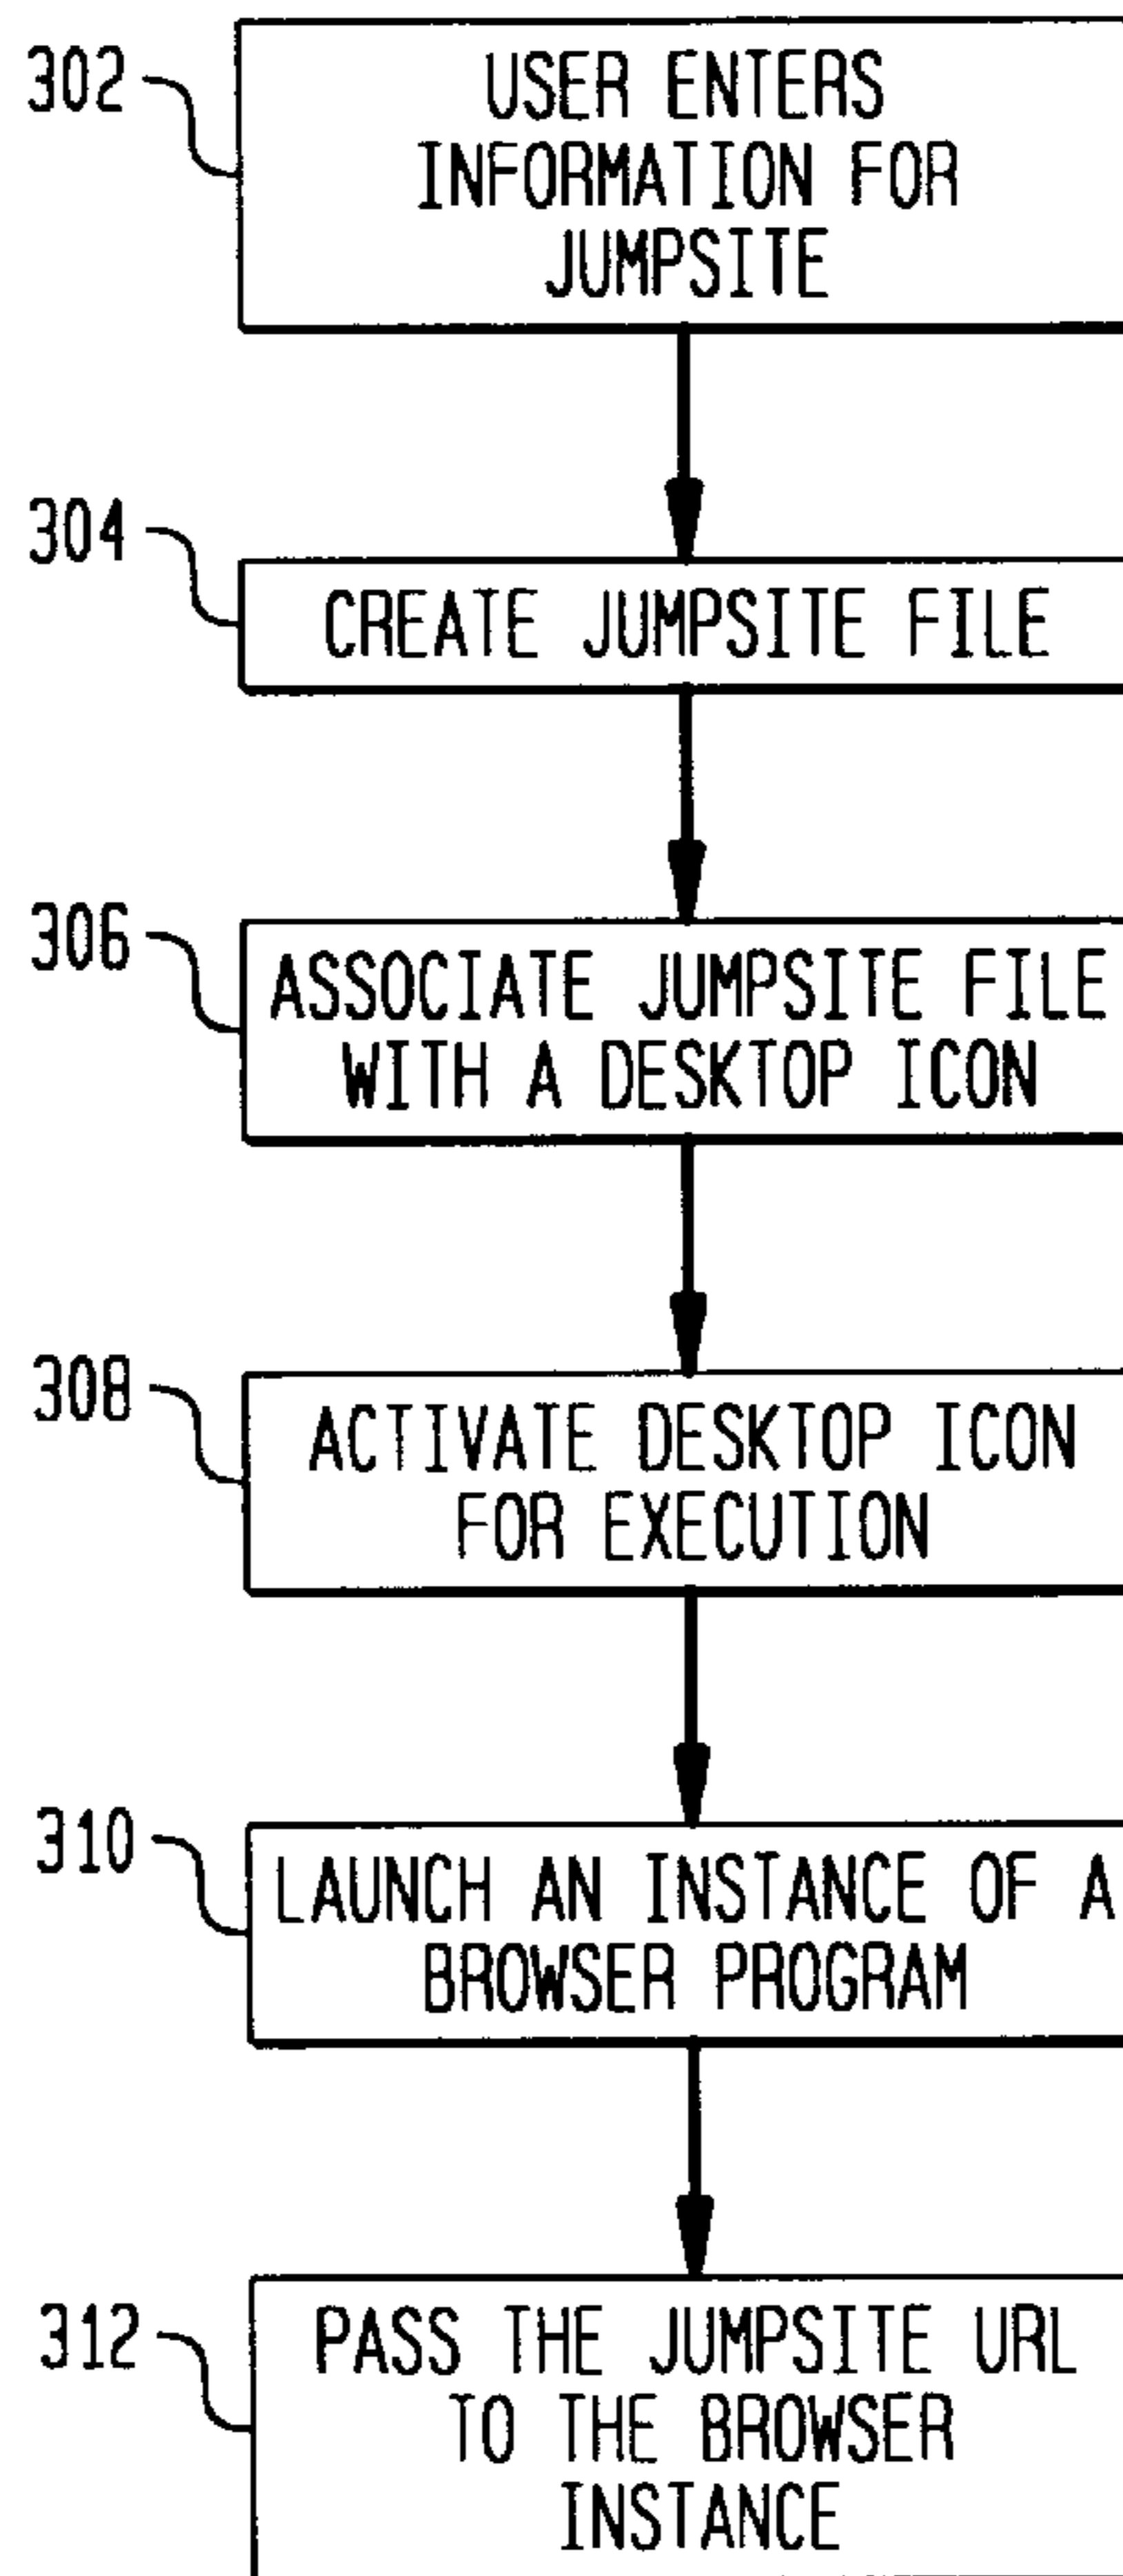 302
USER ENTERS
INFORMATION FOR
JUMPSITE
304
CREATE JUMPSITE FILE
306
ASSOCIATE JUMPSITE FILE
WITH A DESKTOP ICON
308
ACTIVATE DESKTOP ICON
FOR EXECUTION
310
LAUNCH AN INSTANCE OF A
BROWSER PROGRAM
312
PASS THE JUMPSITE URL
TO THE BROWSER
INSTANCE